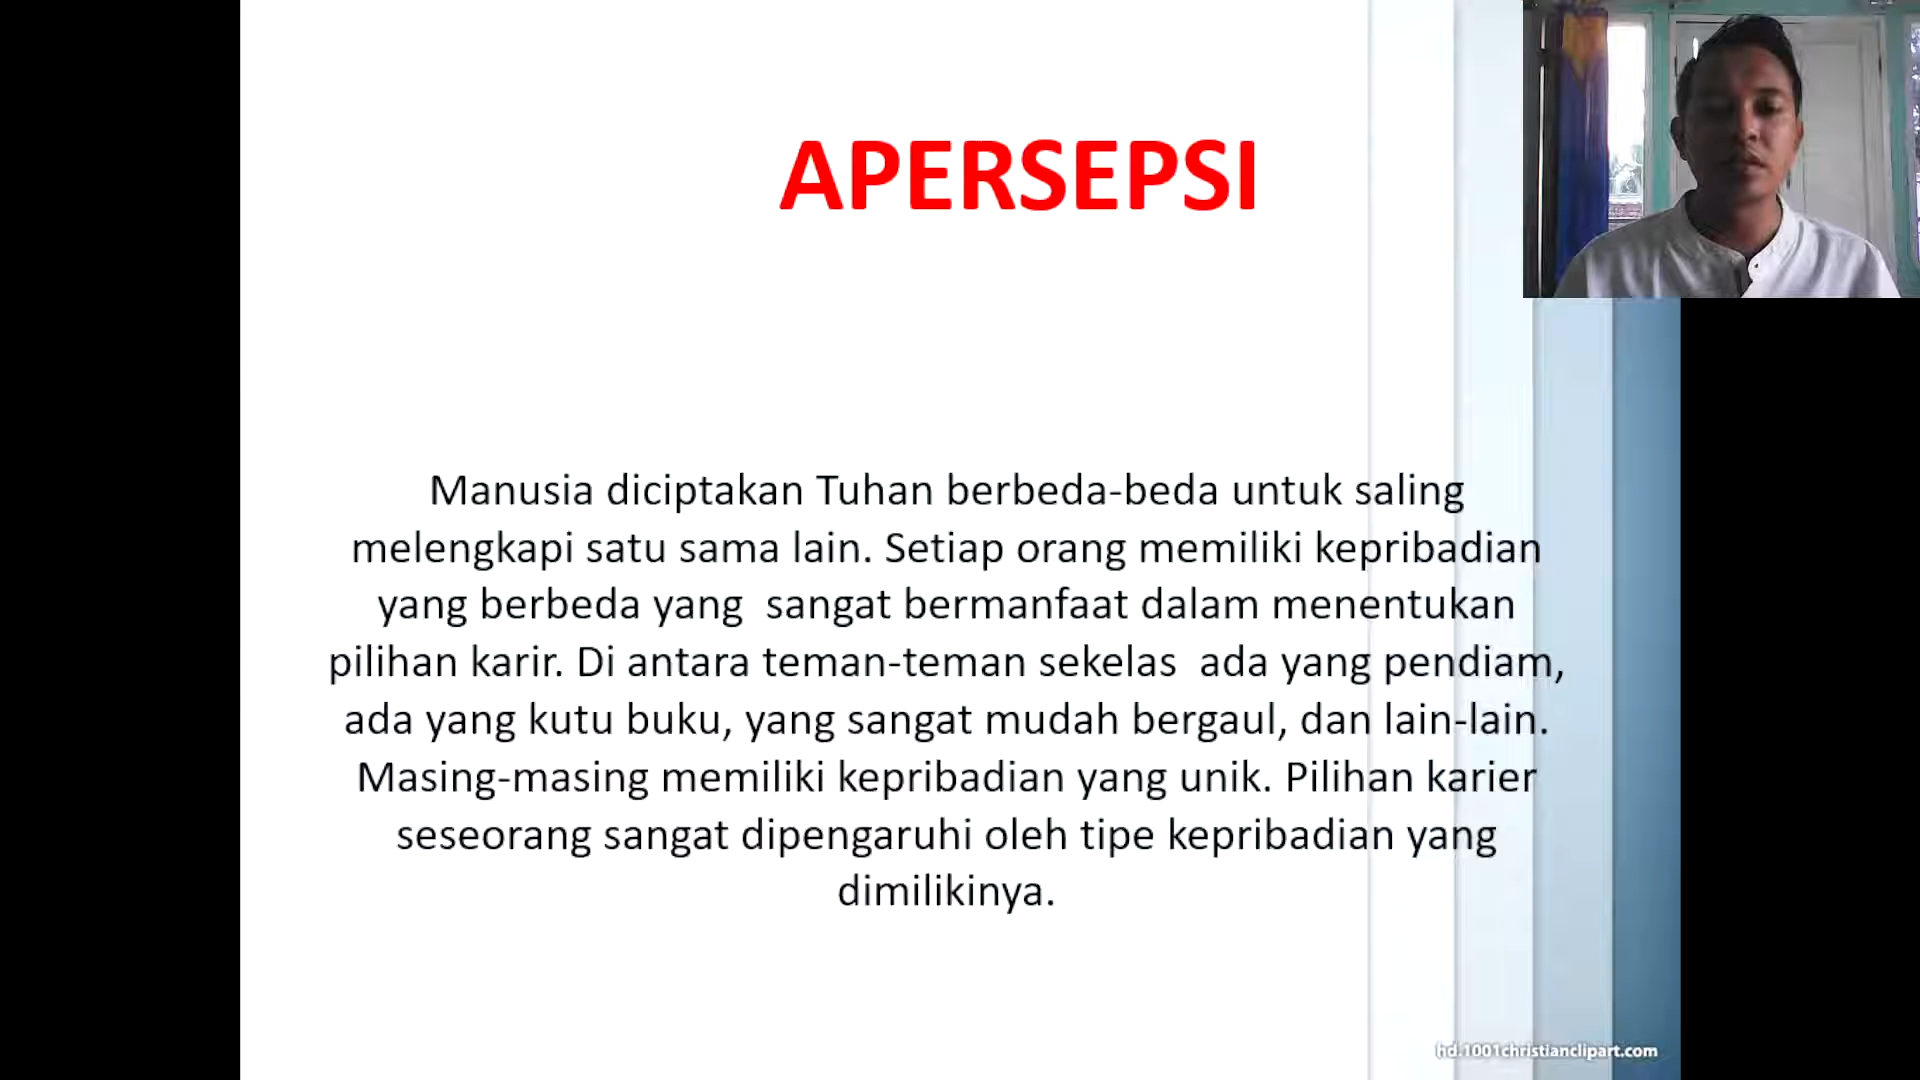 APERSEPSI
Manusia diciptakan Tuhan berbeda-beda untuk saling
melengkapi satu sama lain. Setiap orang memiliki kepribadian
yang berbeda yang  sangat bermanfaat dalam menentukan
pilihan karir. Di antara teman-teman sekelas  ada yang pendiam,
ada yang kutu buku, yang sangat mudah bergaul, dan lain-lain.
Masing-masing memiliki kepribadian yang unik. Pilihan karier
seseorang sangat dipengaruhi oleh tipe kepribadian yang
dimilikinya.
hd.1001christianclipart.com